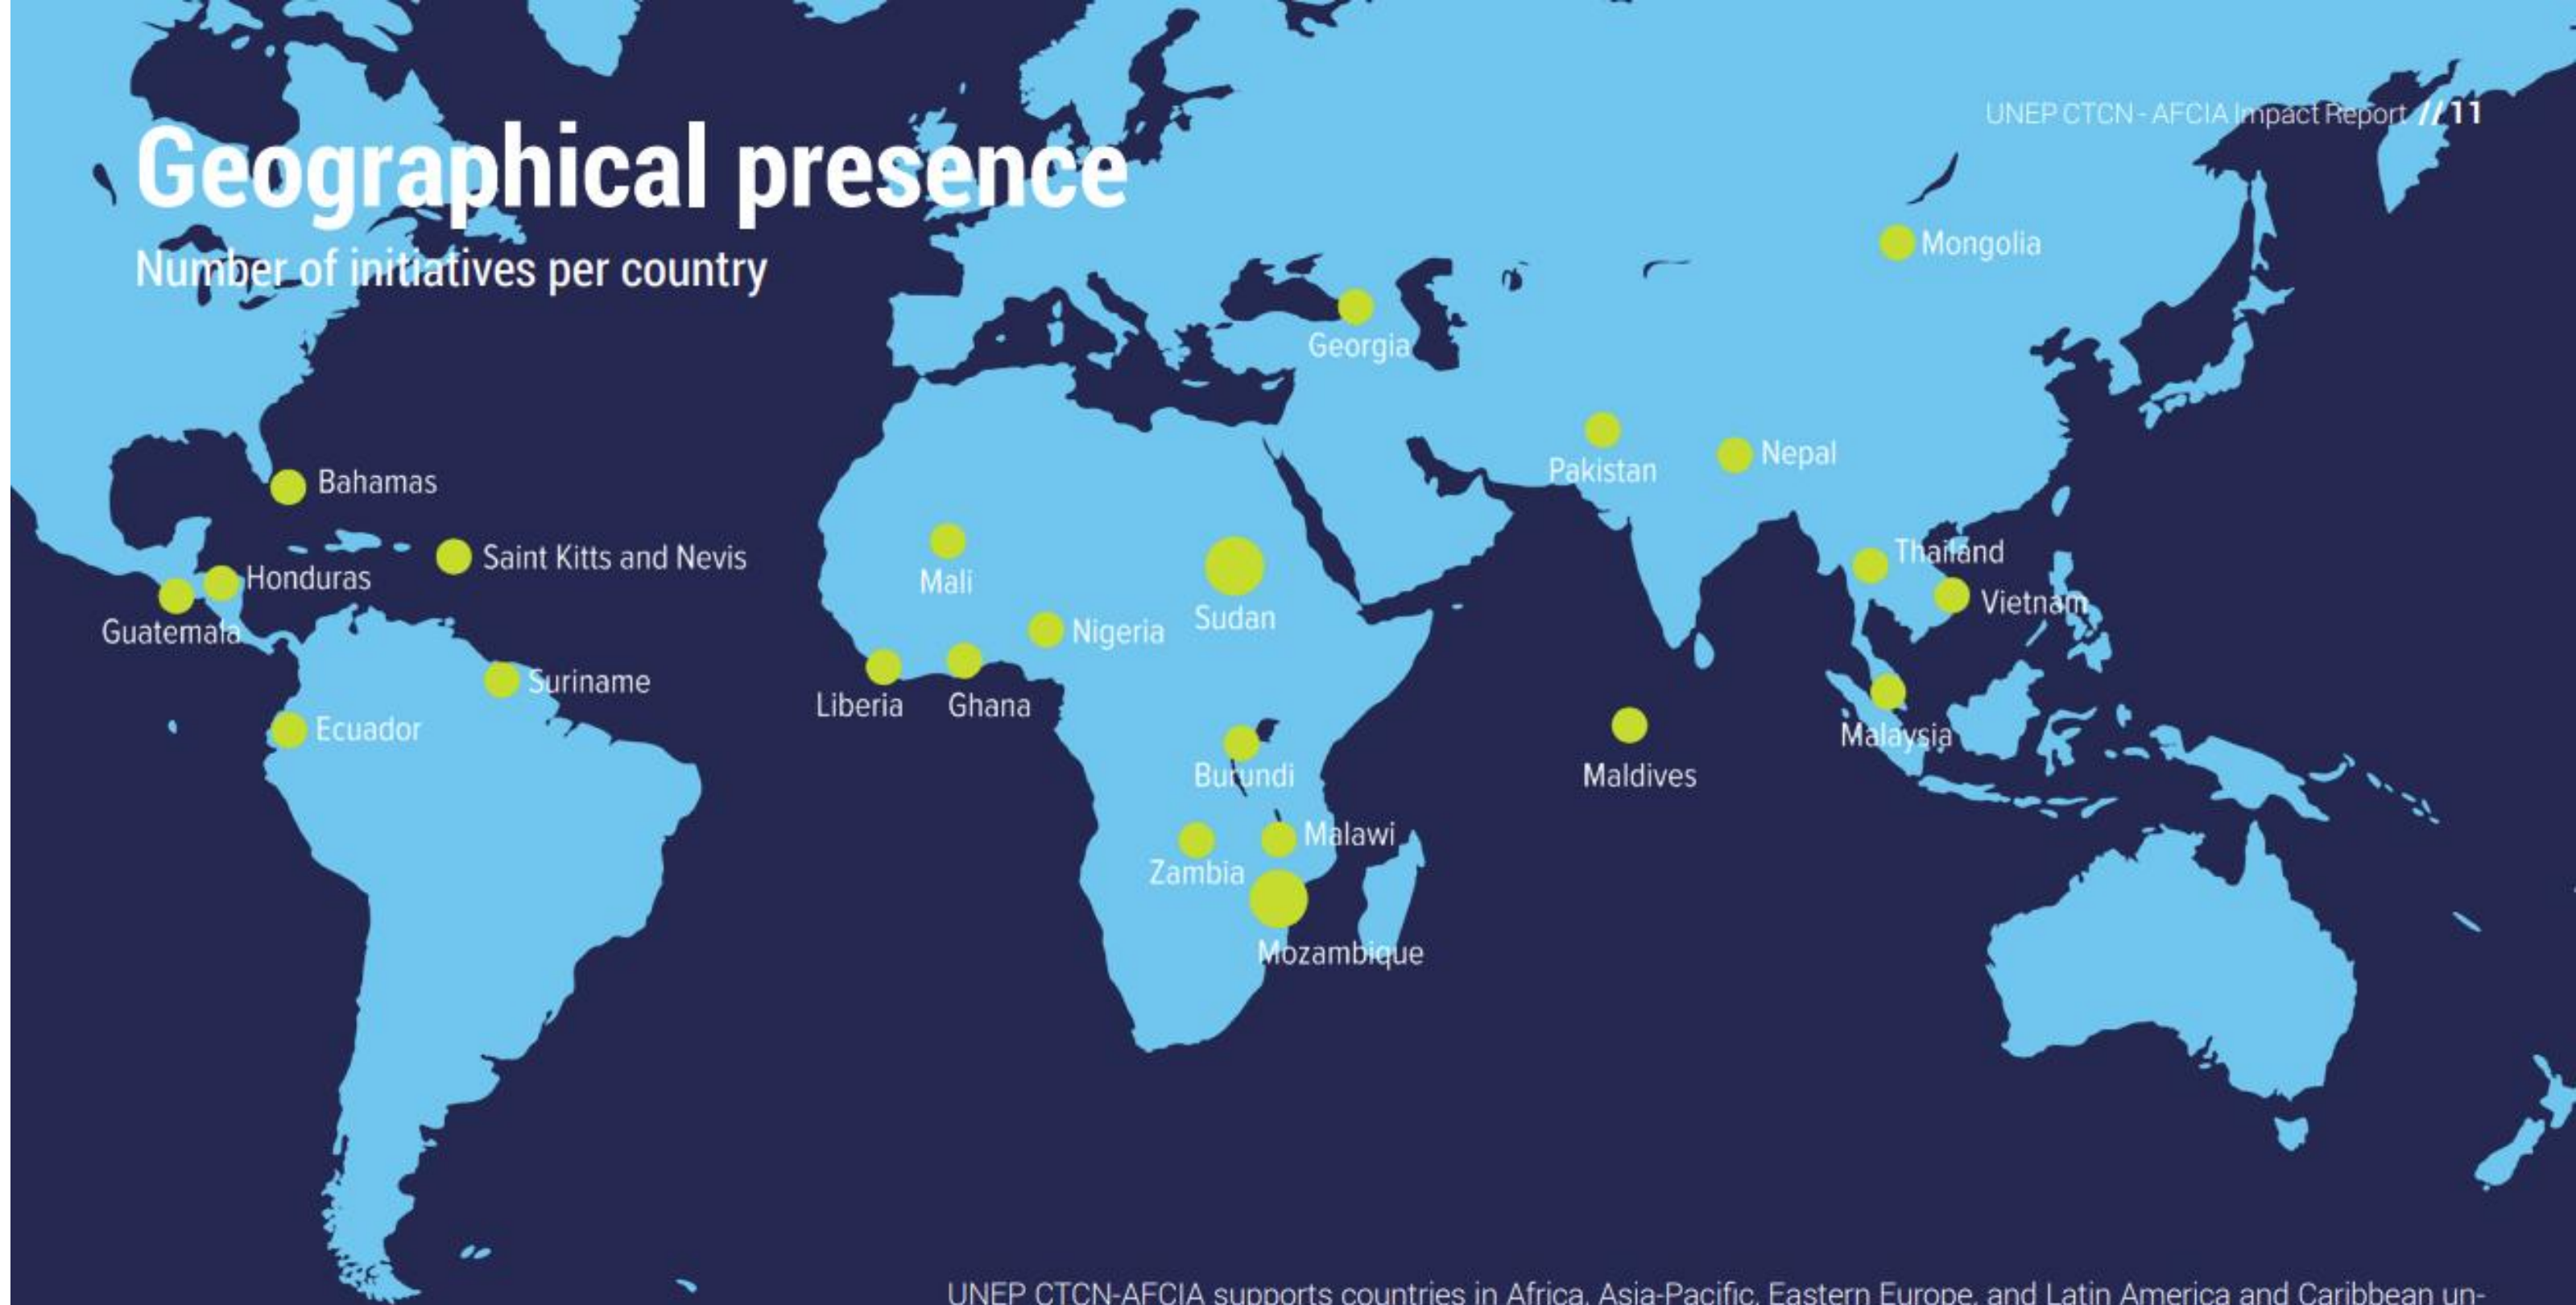 UNEP CTCN - AFCIA Impact Report // 11
Geographical presence
Number of initiatives per country
Mongolia
Georgia
Pakistan
Nepal
Bahamas
Saint Kitts and Nevis
Honduras
Guatemala
Mali
Sudan
Thailand
Vietnam
Nigeria
Suriname
Liberia
Ghana
Ecuador
Malaysia
Burundi
Maldives
Malawi
Zambia
Mozambique
UNEP CTCN-AFCIA supports countries in Africa, Asia-Pacific, Eastern Europe, and Latin America and Caribbean un-